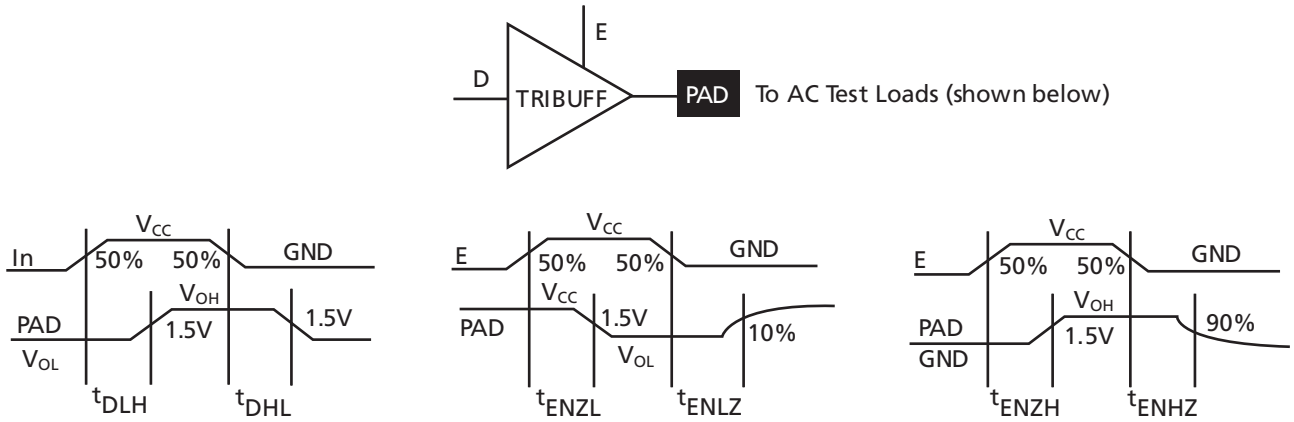 E
D
TRIBUFF
PAD
To AC Test Loads (shown below)
In
VCC
50%
50%
GND
PAD
VOL
VOH
1.5V
1.5V
tDLH
tDHL
E
VCC
50%
50%
GND
PAD
VCC
1.5V
VOL
10%
tENZL
tENLZ
E
VCC
50%
50%
GND
PAD
GND
VOH
1.5V
90%
tENZH
tENHZ